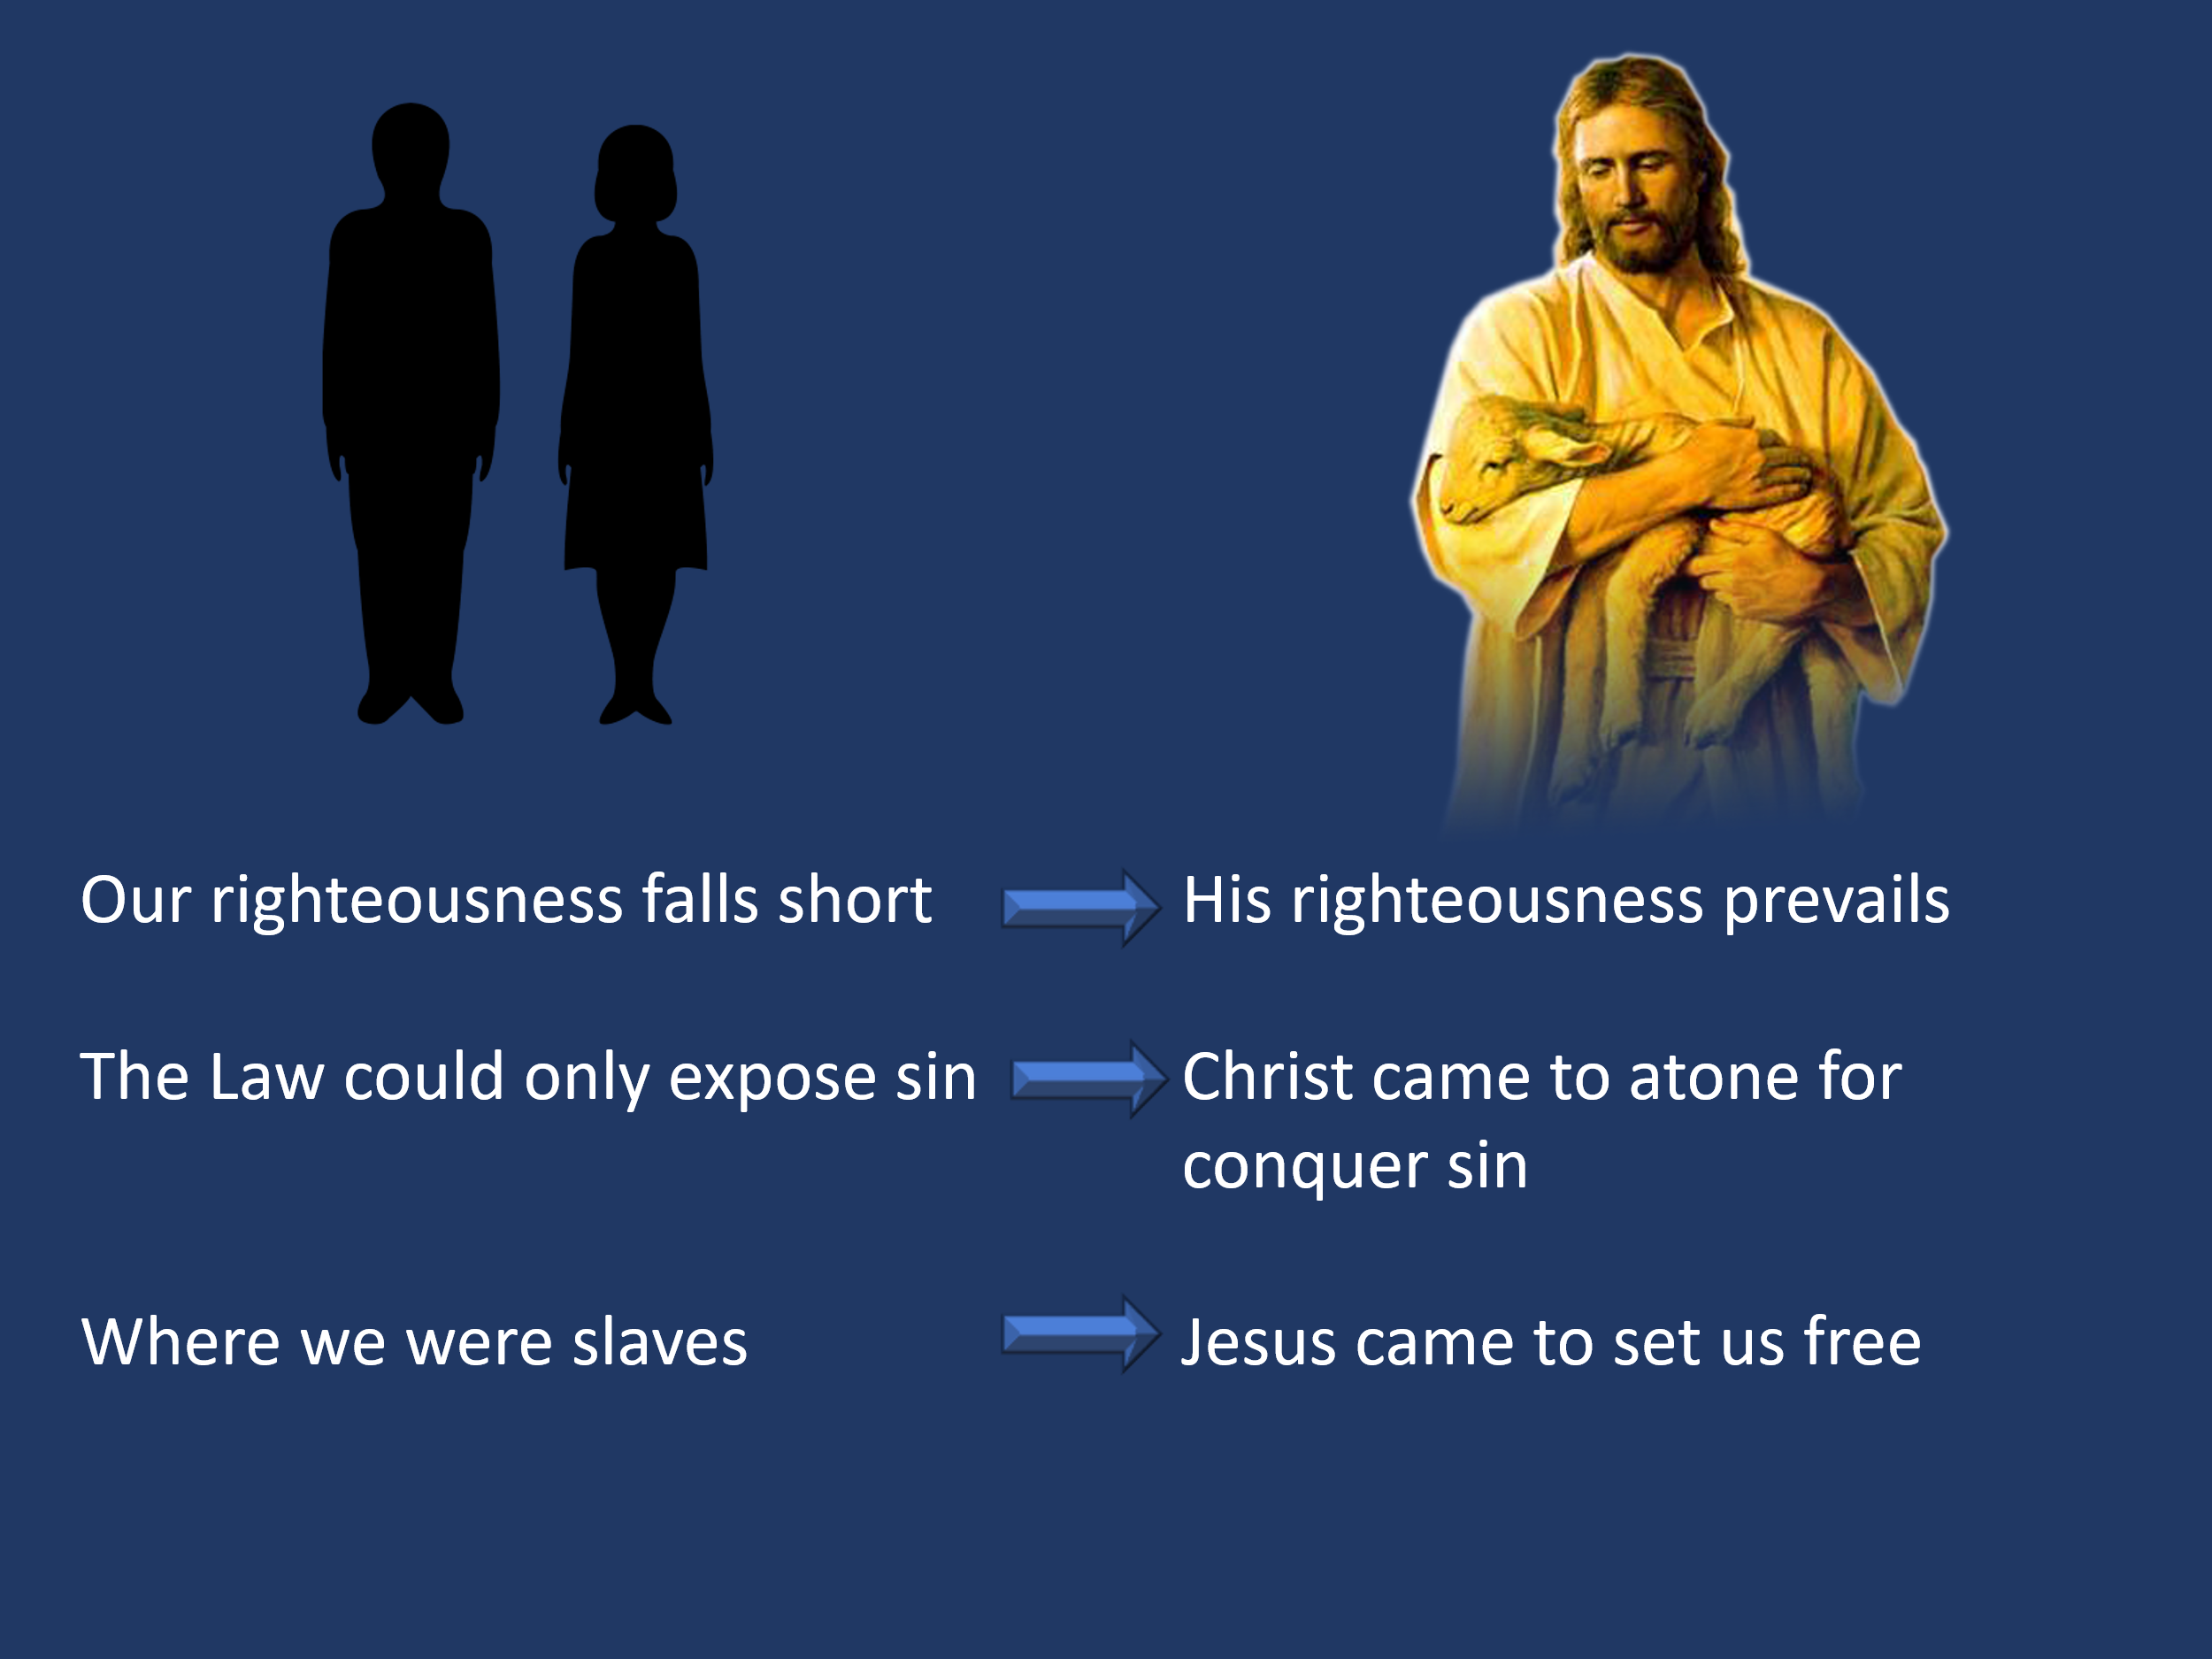 Our righteousness falls short
His righteousness prevails
The Law could only expose sin
Christ came to atone for
conquer sin
Where we were slaves
Jesus came to set us free